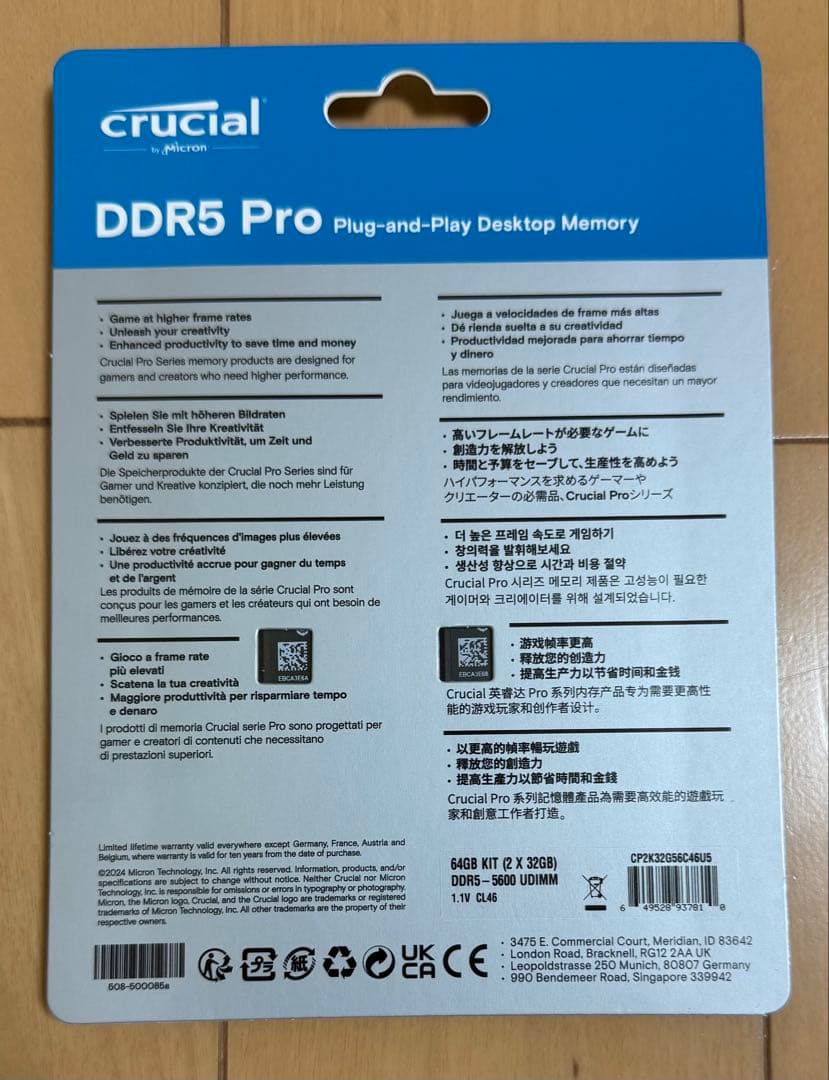 crucial
by Micron
DDR5 Pro Plug-and-Play Desktop Memory
• Game at higher frame rates
• Unleash your creativity
• Enhanced productivity to save time and money
Crucial Pro Series memory products are designed for
gamers and creators who need higher performance.
• Spielen Sie mit höheren Bildraten
• Entfesseln Sie Ihre Kreativität
• Verbesserte Produktivität, um Zeit und
Geld zu sparen
Die Speicherprodukte der Crucial Pro Series sind für
Gamer und Kreative konzipiert, die noch mehr Leistung
benötigen.
• Jouez à des fréquences d'images plus élevées
• Libérez votre créativité
• Une productivité accrue pour gagner du temps
et de l'argent
Les produits de mémoire de la série Crucial Pro sont
conçus pour les gamers et les créateurs qui ont besoin de
meilleures performances.
• Gioco a frame rate
più elevati
• Scatena la tua creatività
• Maggiore produttività per risparmiare tempo
e denaro
I prodotti di memoria Crucial serie Pro sono progettati per
gamer e creatori di contenuti che necessitano
di prestazioni superiori.
EBCA3E6A
• Juega a velocidades de frame más altas
• Dé rienda suelta a su creatividad
• Productividad mejorada para ahorrar tiempo
y dinero
Las memorias de la serie Crucial Pro están diseñadas
para videojugadores y creadores que necesitan un mayor
rendimiento.
• 高いフレームレートが必要なゲームに
• 創造力を解放しよう
• 時間と予算をセーブして、生産性を高めよう
ハイパフォーマンスを求めるゲーマーや
クリエーターの必需品、Crucial Proシリーズ
• 더 높은 프레임 속도로 게임하기
• 창의력을 발휘해보세요
• 생산성 향상으로 시간과 비용 절약
Crucial Pro 시리즈 메모리 제품은 고성능이 필요한
게이머와 크리에이터를 위해 설계되었습니다.
EBCA3E6B
• 游戏帧率更高
• 释放您的创造力
• 提高生产力以节省时间和金钱
Crucial 英睿达 Pro 系列内存产品专为需要更高性
能的游戏玩家和创作者设计。
• 以更高的幀率暢玩遊戲
• 釋放您的創造力
• 提高生產力以節省時間和金錢
Crucial Pro 系列記憶體產品為需要高效能的遊戲玩
家和創意工作者打造。
Limited lifetime warranty valid everywhere except Germany, France, Austria and
Belgium, where warranty is valid for ten years from the date of purchase.
©2024 Micron Technology, Inc. All rights reserved. Information, products, and/or
specifications are subject to change without notice. Neither Crucial nor Micron
Technology, Inc. is responsible for omissions or errors in typography or photography.
Micron, the Micron logo, Crucial, and the Crucial logo are trademarks or registered
trademarks of Micron Technology, Inc. All other trademarks are the property of their
respective owners.
64GB KIT (2 X 32GB)
DDR5-5600 UDIMM
1.1V CL46
CP2K32G56C46U5
6 49528 93781 0
508-500085e
プラ
紙
UK
CA
CE
• 3475 E. Commercial Court, Meridian, ID 83642
• London Road, Bracknell, RG12 2AA UK
• Leopoldstrasse 250 Munich, 80807 Germany
• 990 Bendemeer Road, Singapore 339942